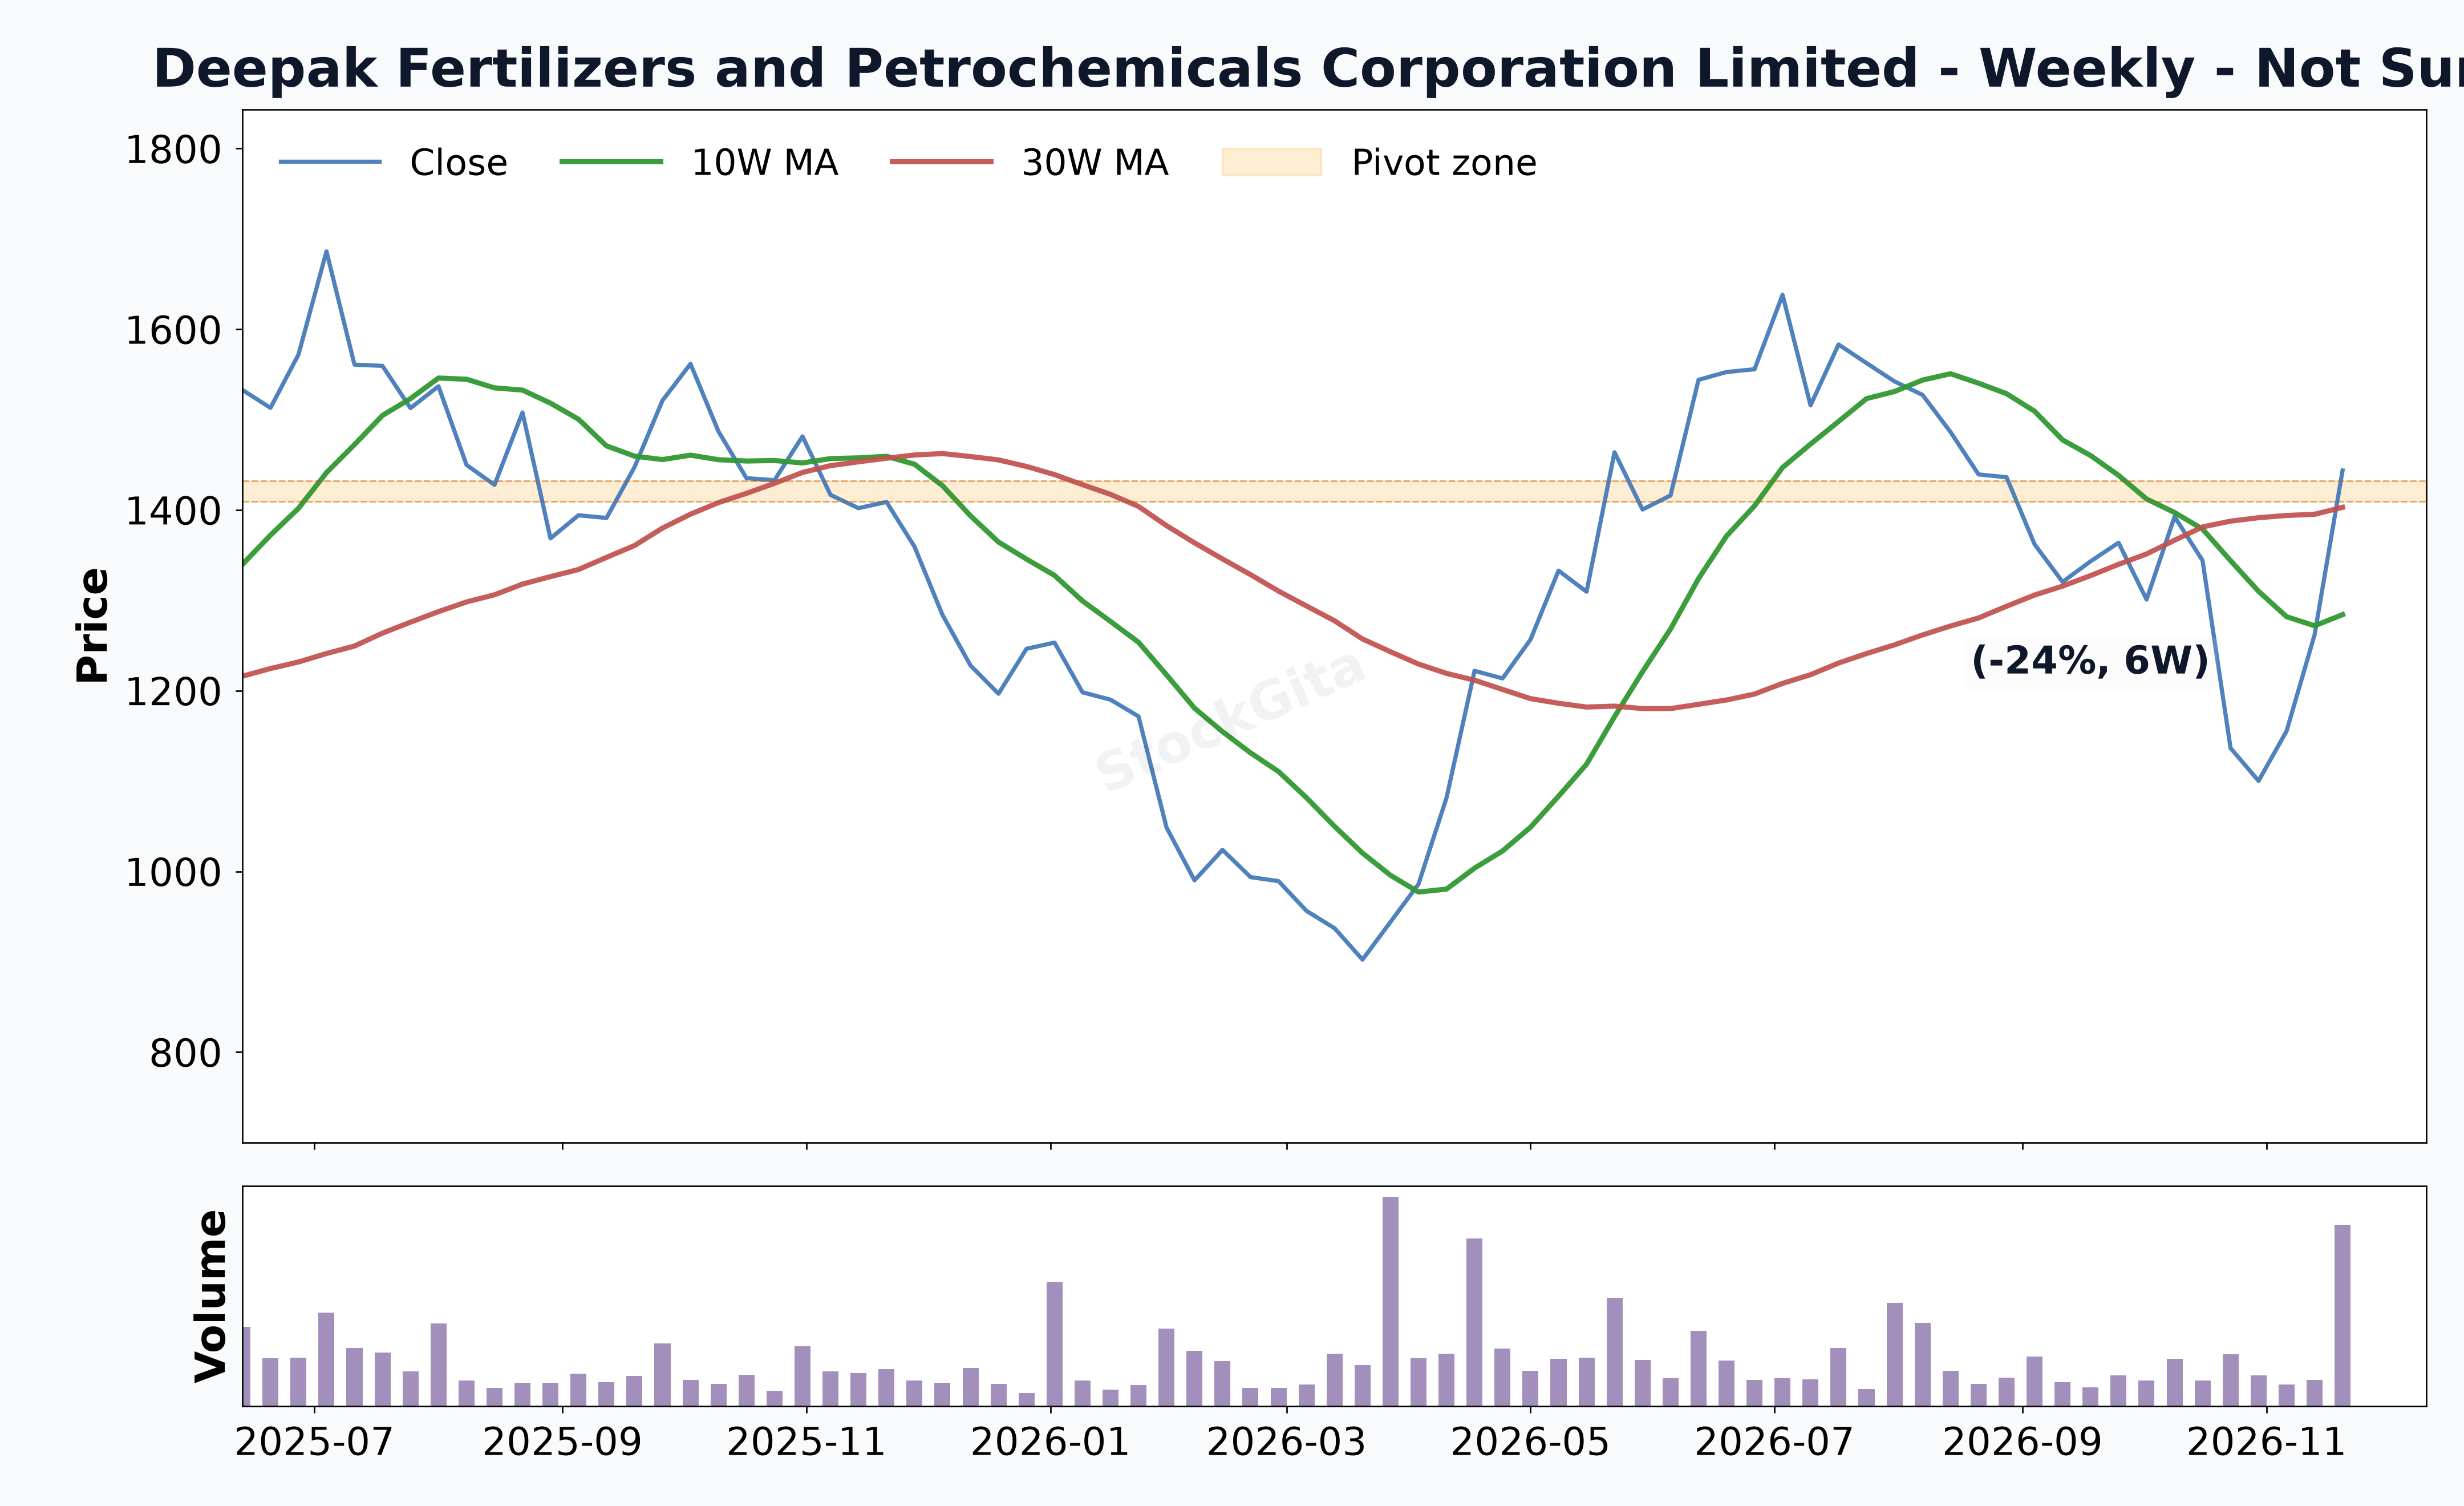 Deepak Fertilizers and Petrochemicals Corporation Limited - Weekly - Not
Close 10W MA 30W MA Pivot zone
Price
1800
1600
1400
1200
1000
800
(-24%, 6W)
StockGita
Volume
2025-07 2025-09 2025-11 2026-01 2026-03 2026-05 2026-07 2026-09 2026-11